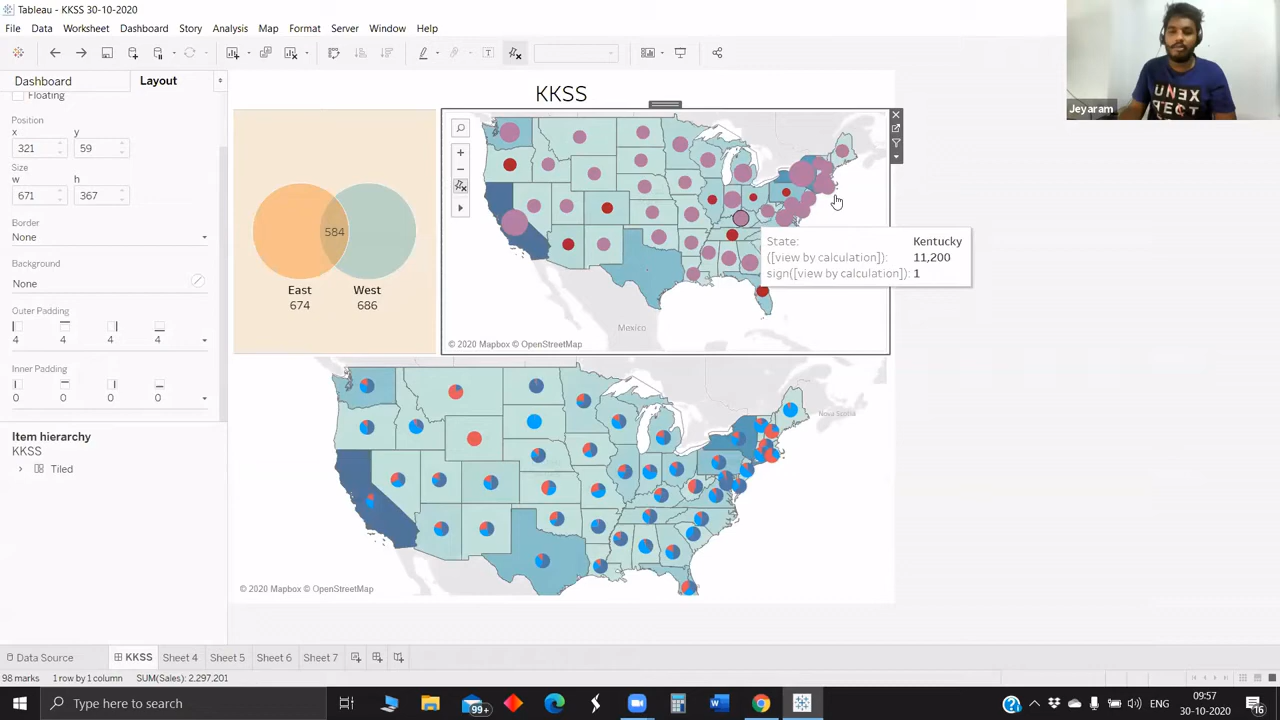 Tableau - KKSS 30-10-2020
File Data Worksheet Dashboard Story Analysis Map Format Server Window Help
Dashboard Layout
Floating
Position
x y
321 59
Size
w h
671 367
Border
None
Background
None
Outer Padding
4 4 4 4
Inner Padding
0 0 0 0
Item hierarchy
KKSS
Tiled
KKSS
584
East West
674 686
Mexico
© 2020 Mapbox © OpenStreetMap
State: Kentucky
([view by calculation]): 11,200
sign([view by calculation]): 1
Nova Scotia
© 2020 Mapbox © OpenStreetMap
Jeyaram
UNEX
PECT
Data Source KKSS Sheet 4 Sheet 5 Sheet 6 Sheet 7
98 marks 1 row by 1 column SUM(Sales): 2,297,201
Type here to search
99+
ENG
09:57
30-10-2020
16